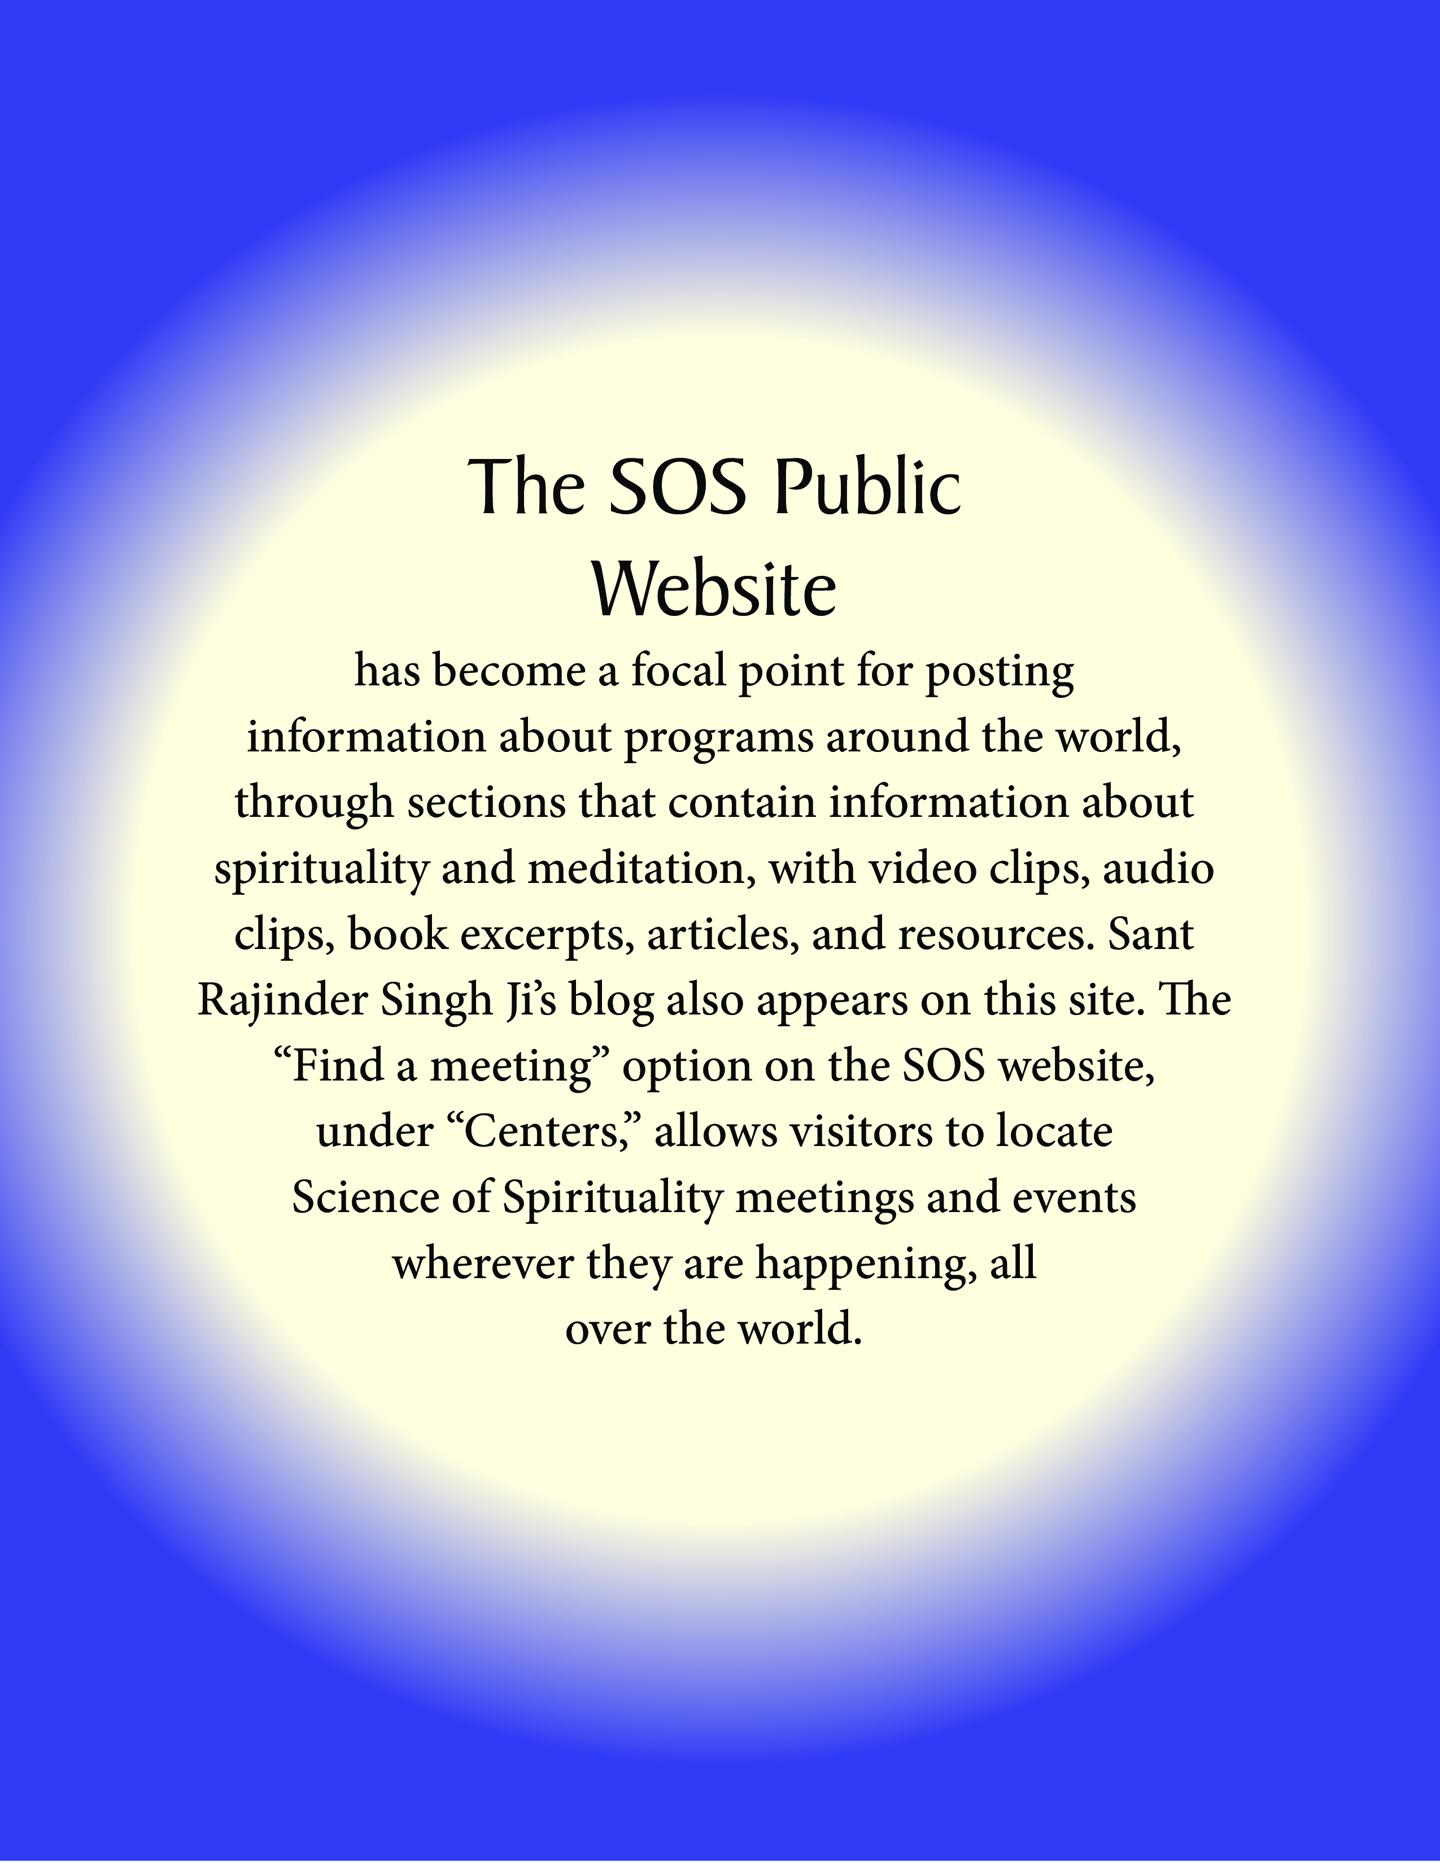 The SOS Public
Website
has become a focal point for posting
information about programs around the world,
through sections that contain information about
spirituality and meditation, with video clips, audio
clips, book excerpts, articles, and resources. Sant
Rajinder Singh Ji’s blog also appears on this site. The
“Find a meeting” option on the SOS website,
under “Centers,” allows visitors to locate
Science of Spirituality meetings and events
wherever they are happening, all
over the world.